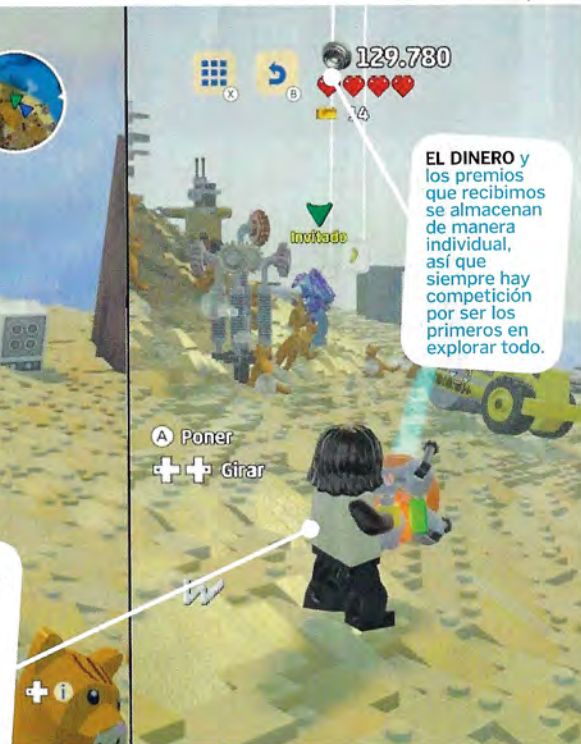 129.780
X
B
14
Invitado
EL DINERO y
los premios
que recibimos
se almacenan
de manera
individual,
así que
siempre hay
competición
por ser los
primeros en
explorar todo.
A Poner
Girar
i